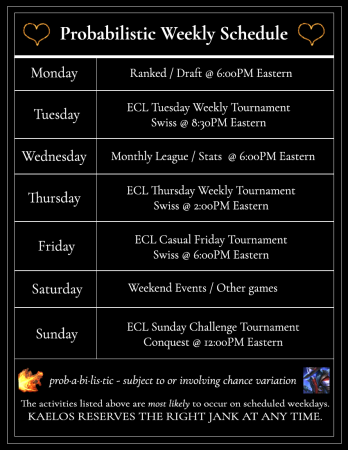 Probabilistic Weekly Schedule
Monday
Ranked / Draft @ 6:00PM Eastern
Tuesday
ECL Tuesday Weekly Tournament
Swiss @ 8:30PM Eastern
Wednesday
Monthly League / Stats @ 6:00PM Eastern
Thursday
ECL Thursday Weekly Tournament
Swiss @ 2:00PM Eastern
Friday
ECL Casual Friday Tournament
Swiss @ 6:00PM Eastern
Saturday
Weekend Events / Other games
Sunday
ECL Sunday Challenge Tournament
Conquest @ 12:00PM Eastern
prob·a·bi·lis·tic - subject to or involving chance variation
The activities listed above are most likely to occur on scheduled weekdays.
KAELOS RESERVES THE RIGHT JANK AT ANY TIME.